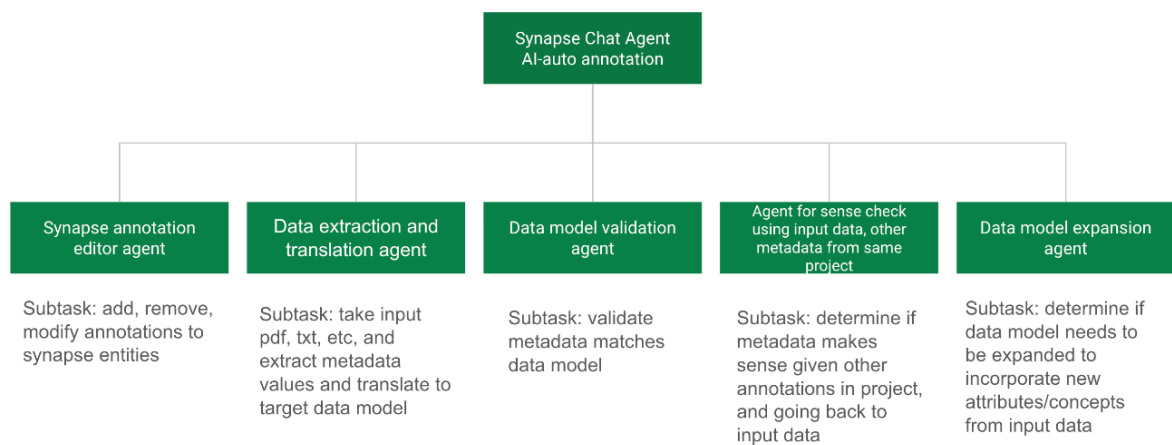 Synapse Chat Agent
AI-auto annotation
Synapse annotation
editor agent
Subtask: add, remove,
modify annotations to
synapse entities
Data extraction and
translation agent
Subtask: take input
pdf, txt, etc, and
extract metadata
values and translate to
target data model
Data model validation
agent
Subtask: validate
metadata matches
data model
Agent for sense check
using input data, other
metadata from same
project
Subtask: determine if
metadata makes
sense given other
annotations in project,
and going back to
input data
Data model expansion
agent
Subtask: determine if
data model needs to
be expanded to
incorporate new
attributes/concepts
from input data